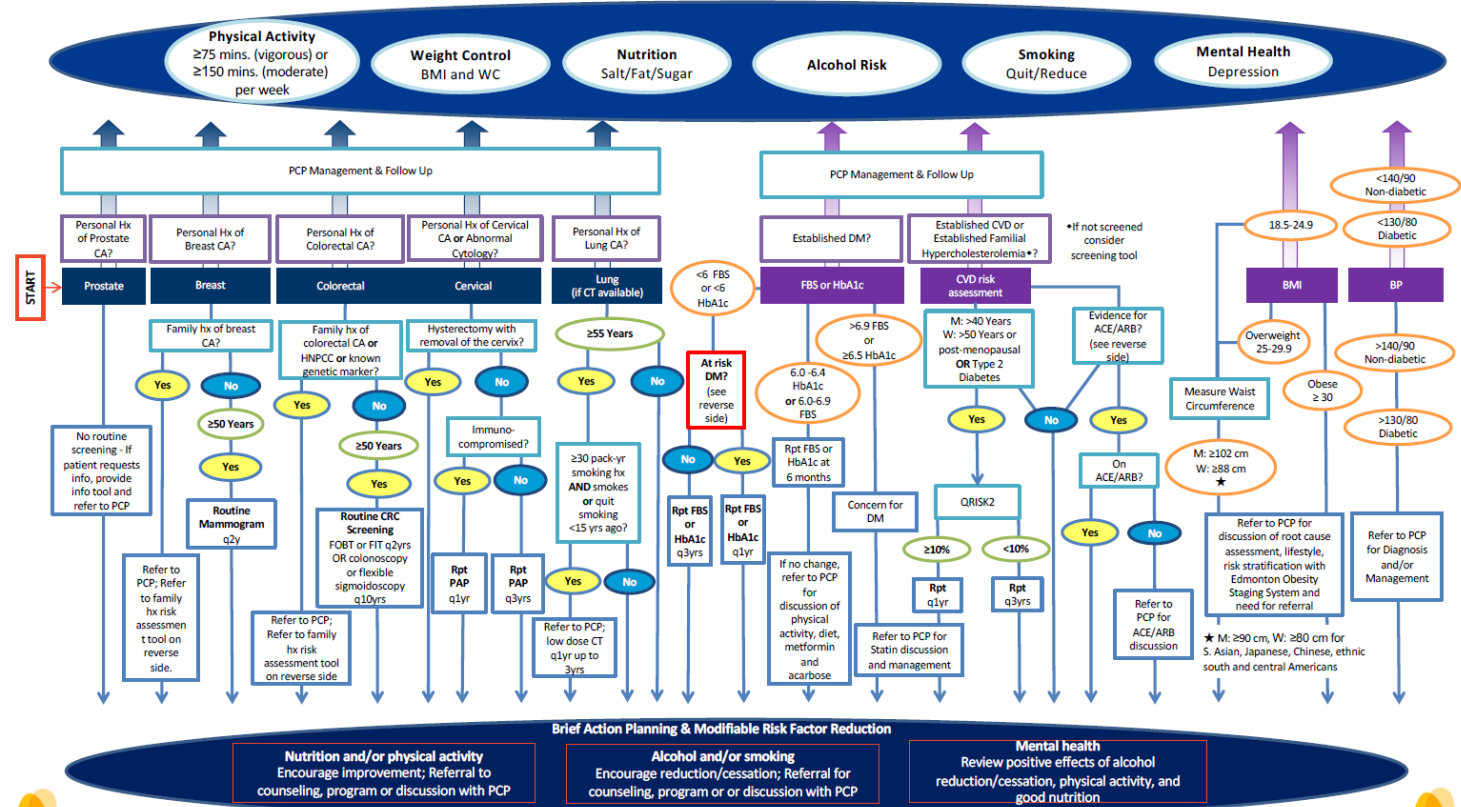 Physical Activity
≥75 mins. (vigorous) or
≥150 mins. (moderate)
per week
Weight Control
BMI and WC
Nutrition
Salt/Fat/Sugar
Alcohol Risk
Smoking
Quit/Reduce
Mental Health
Depression
PCP Management & Follow Up
PCP Management & Follow Up
<140/90
Non-diabetic
<130/80
Diabetic
18.5-24.9
Personal Hx
of Prostate
CA?
Personal Hx of
Breast CA?
Personal Hx of
Colorectal CA?
Personal Hx of Cervical
CA or Abnormal
Cytology?
Personal Hx of
Lung CA?
Established DM?
Established CVD or
Established Familial
Hypercholesterolemia◆?
◆If not screened
consider
screening tool
START
Prostate
Breast
Colorectal
Cervical
Lung
(if CT available)
<6 FBS
or <6
HbA1c
FBS or HbA1c
CVD risk
assessment
BMI
BP
Family hx of breast
CA?
Yes
No
≥50 Years
Yes
Routine
Mammogram
q2y
No routine
screening - If
patient requests
info, provide
info tool and
refer to PCP
Refer to
PCP; Refer
to family
hx risk
assessmen
t tool on
reverse
side.
Family hx of
colorectal CA or
HNPCC or known
genetic marker?
Yes
No
≥50 Years
Yes
Routine CRC
Screening
FOBT or FIT q2yrs
OR colonoscopy
or flexible
sigmoidoscopy
q10yrs
Refer to PCP;
Refer to family
hx risk
assessment tool
on reverse side
Hysterectomy with
removal of the cervix?
Yes
No
Immuno-
compromised?
Yes
No
Rpt
PAP
q1yr
Rpt
PAP
q3yrs
≥55 Years
Yes
No
≥30 pack-yr
smoking hx
AND smokes
or quit
smoking
<15 yrs ago?
Yes
No
Refer to PCP;
low dose CT
q1yr up to
3yrs
At risk
DM?
(see
reverse
side)
No
Yes
Rpt FBS
or
HbA1c
q3yrs
Rpt FBS
or
HbA1c
q1yr
>6.9 FBS
or
≥6.5 HbA1c
6.0 -6.4
HbA1c
or 6.0-6.9
FBS
Rpt FBS or
HbA1c at
6 months
Concern for
DM
If no change,
refer to PCP
for
discussion of
physical
activity, diet,
metformin
and
acarbose
M: >40 Years
W: >50 Years or
post-menopausal
OR Type 2
Diabetes
Yes
No
QRISK2
≥10%
<10%
Rpt
q1yr
Rpt
q3yrs
Refer to PCP for
Statin discussion
and management
Evidence for
ACE/ARB?
(see reverse
side)
Yes
On
ACE/ARB?
Yes
No
Refer to
PCP for
ACE/ARB
discussion
Overweight
25-29.9
Obese
≥ 30
Measure Waist
Circumference
M: ≥102 cm
W: ≥88 cm
★
Refer to PCP for
discussion of root cause
assessment, lifestyle,
risk stratification with
Edmonton Obesity
Staging System and
need for referral
★ M: ≥90 cm, W: ≥80 cm for
S. Asian, Japanese, Chinese, ethnic
south and central Americans
>140/90
Non-diabetic
>130/80
Diabetic
Refer to PCP
for Diagnosis
and/or
Management
Brief Action Planning & Modifiable Risk Factor Reduction
Nutrition and/or physical activity
Encourage improvement; Referral to
counseling, program or discussion with PCP
Alcohol and/or smoking
Encourage reduction/cessation; Referral for
counseling, program or or discussion with PCP
Mental health
Review positive effects of alcohol
reduction/cessation, physical activity, and
good nutrition